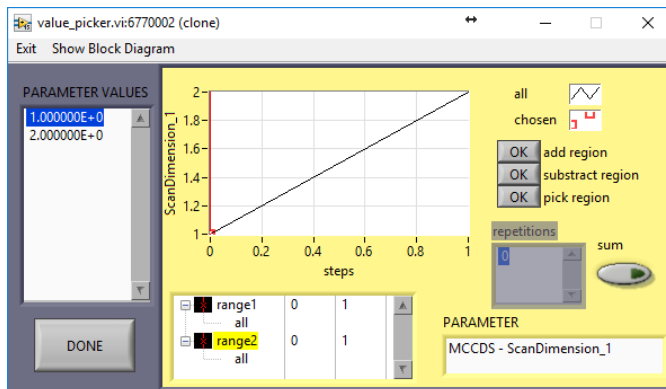 value_picker.vi:6770002 (clone)
Exit Show Block Diagram
PARAMETER VALUES
1.000000E+0
2.000000E+0
DONE
ScanDimension_1
2
1.8
1.6
1.4
1.2
1
0 0.2 0.4 0.6 0.8 1
steps
all
chosen
OK add region
OK substract region
OK pick region
repetitions
0
sum
range1 0 1
all
range2 0 1
all
PARAMETER
MCCDS - ScanDimension_1